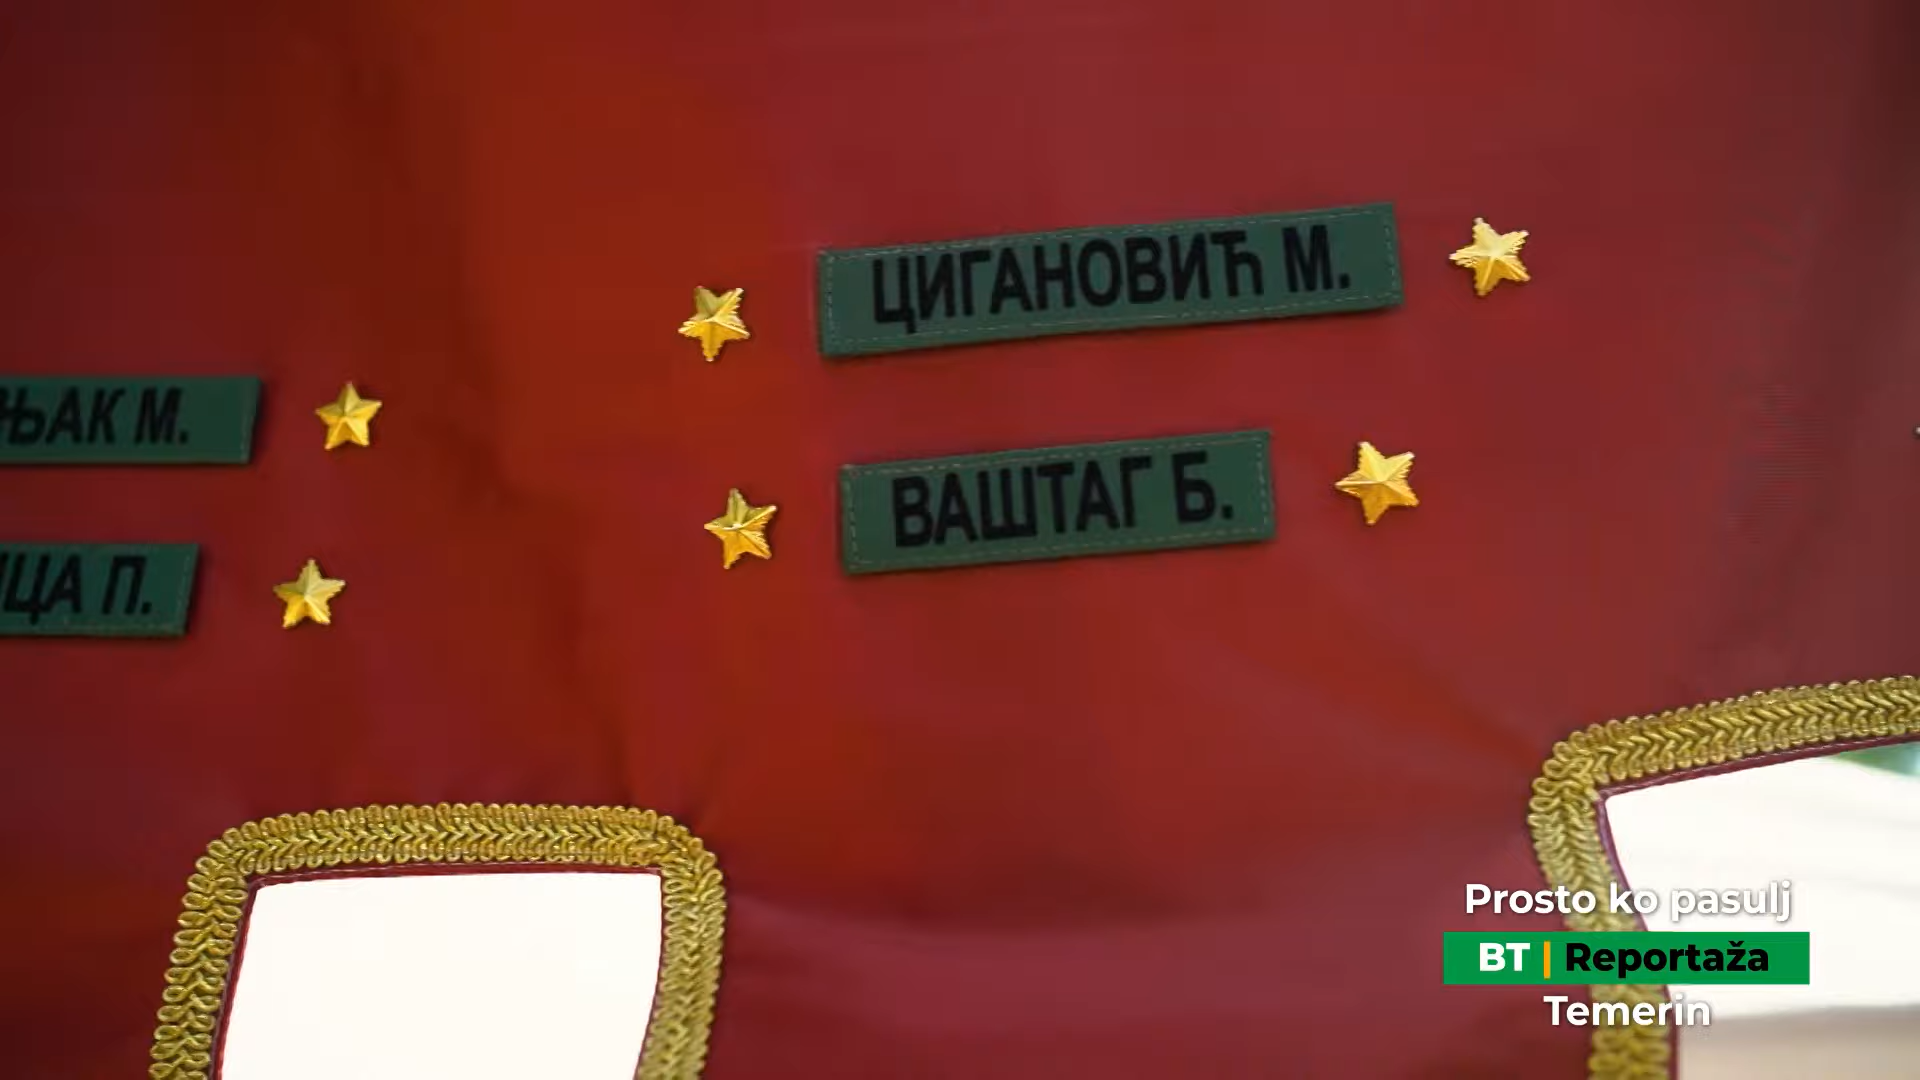 ЦИГАНОВИЋ М.
ЊАК М.
ВАШТАГ Б.
ЦА П.
Prosto ko pasulj
BT | Reportaža
Temerin